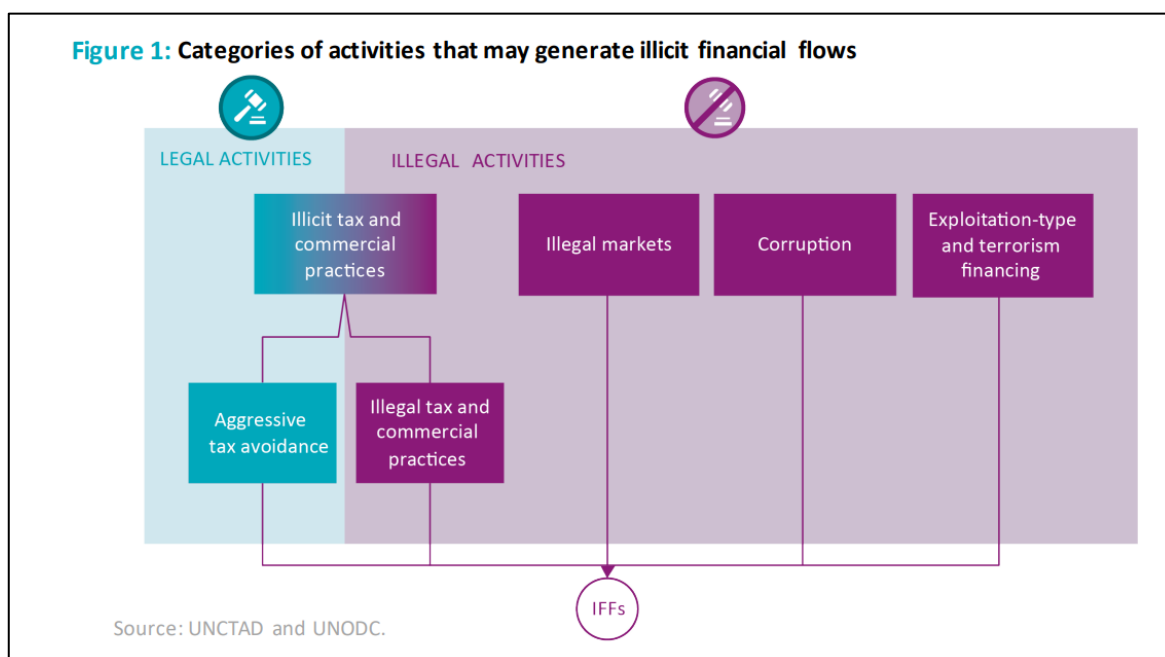 Figure 1: Categories of activities that may generate illicit financial flows
LEGAL ACTIVITIES
ILLEGAL ACTIVITIES
Illicit tax and
commercial
practices
Illegal markets
Corruption
Exploitation-type
and terrorism
financing
Aggressive
tax avoidance
Illegal tax and
commercial
practices
IFFs
Source: UNCTAD and UNODC.